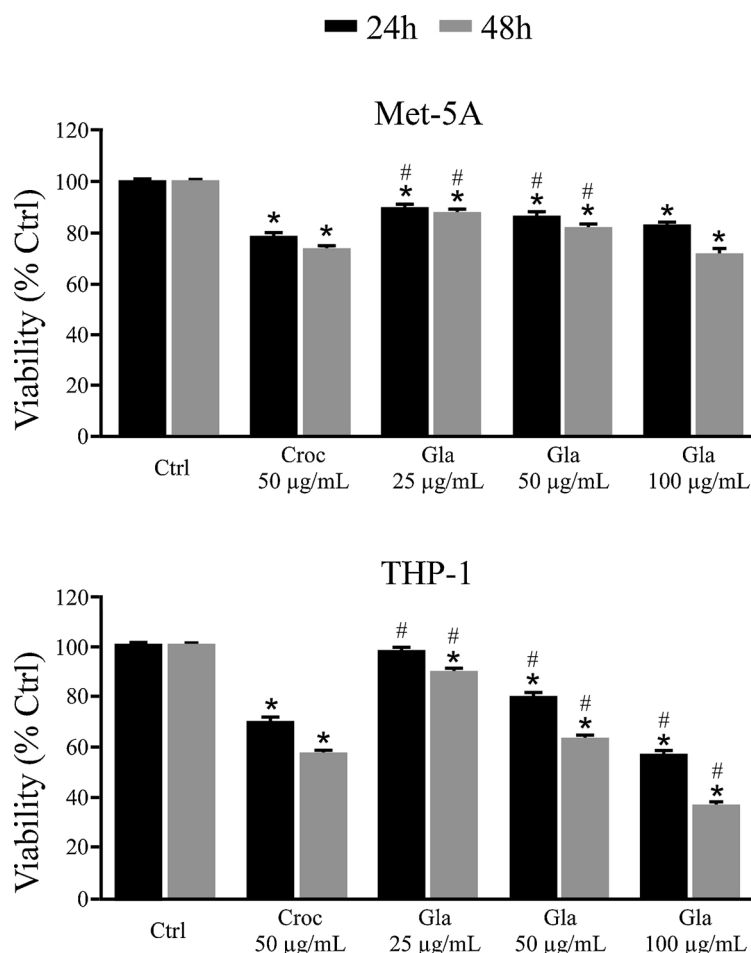 24h 48h
Met-5A
Viability (% Ctrl)
120
100
80
60
40
20
0
* * # * # * # * # * * *
Ctrl
Croc
50 µg/mL
Gla
25 µg/mL
Gla
50 µg/mL
Gla
100 µg/mL
THP-1
Viability (% Ctrl)
120
100
80
60
40
20
0
* * # # * # * # * # * # *
Ctrl
Croc
50 µg/mL
Gla
25 µg/mL
Gla
50 µg/mL
Gla
100 µg/mL